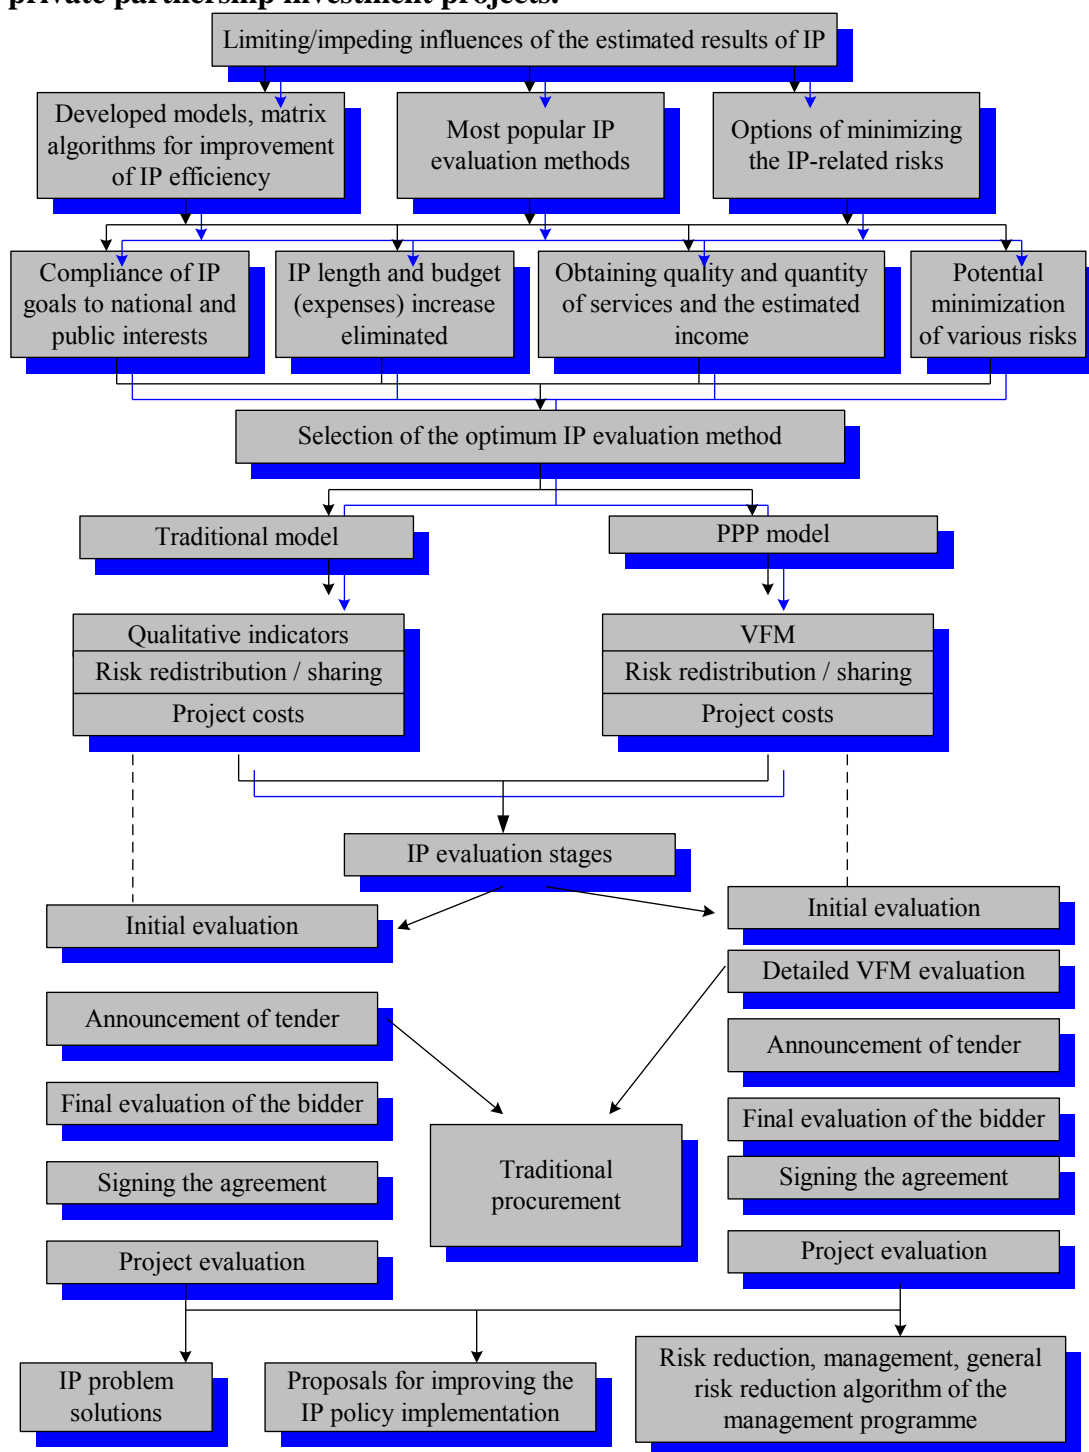 private partnership investment projects.
Limiting/impeding influences of the estimated results of IP
Developed models, matrix
algorithms for improvement
of IP efficiency
Most popular IP
evaluation methods
Options of minimizing
the IP-related risks
Compliance of IP
goals to national and
public interests
IP length and budget
(expenses) increase
eliminated
Obtaining quality and quantity
of services and the estimated
income
Potential
minimization
of various risks
Selection of the optimum IP evaluation method
Traditional model
PPP model
Qualitative indicators
Risk redistribution / sharing
Project costs
VFM
Risk redistribution / sharing
Project costs
IP evaluation stages
Initial evaluation
Announcement of tender
Final evaluation of the bidder
Signing the agreement
Project evaluation
Traditional
procurement
Initial evaluation
Detailed VFM evaluation
Announcement of tender
Final evaluation of the bidder
Signing the agreement
Project evaluation
IP problem
solutions
Proposals for improving the
IP policy implementation
Risk reduction, management, general
risk reduction algorithm of the
management programme